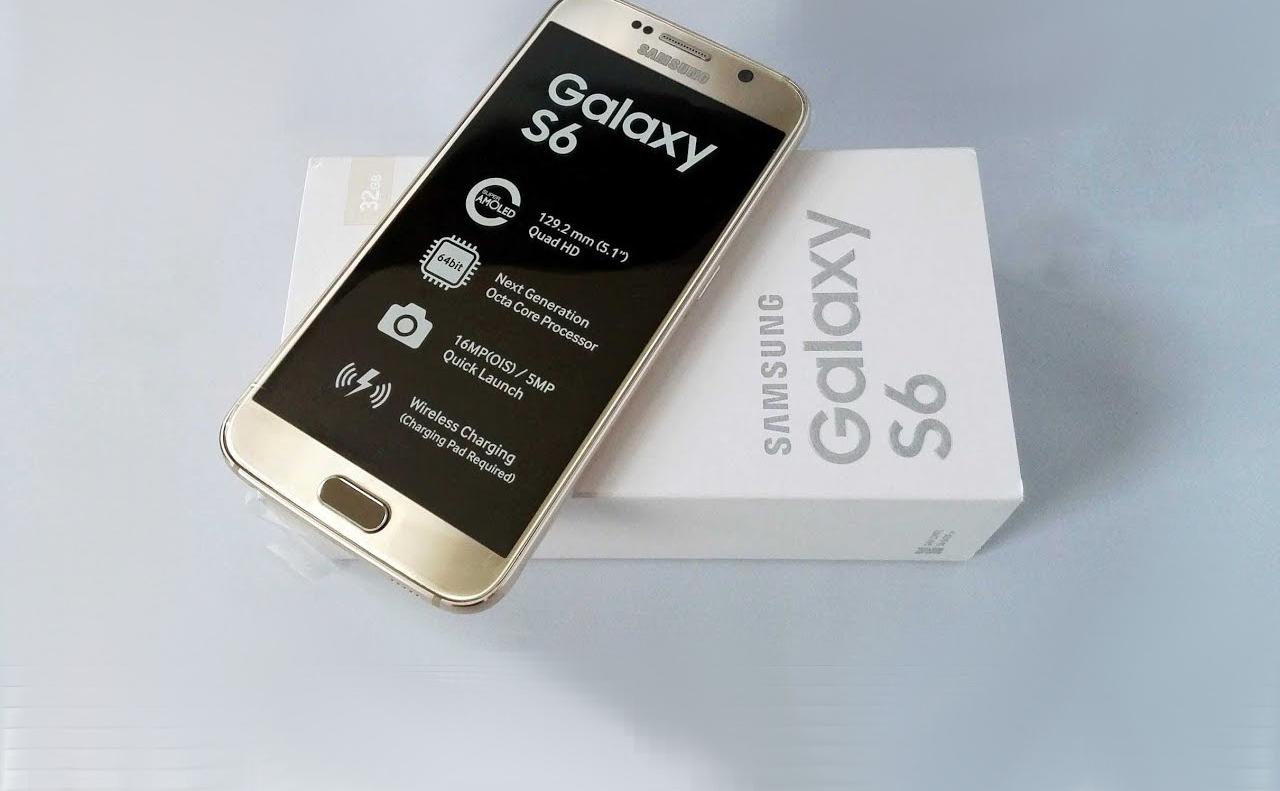 SAMSUNG
Galaxy
S6
SUPER
AMOLED
129.2 mm (5.1")
Quad HD
64bit
Next Generation
Octa Core Processor
16MP(OIS) / 5MP
Quick Launch
Wireless Charging
(Charging Pad Required)
32GB
SAMSUNG
Galaxy
S6